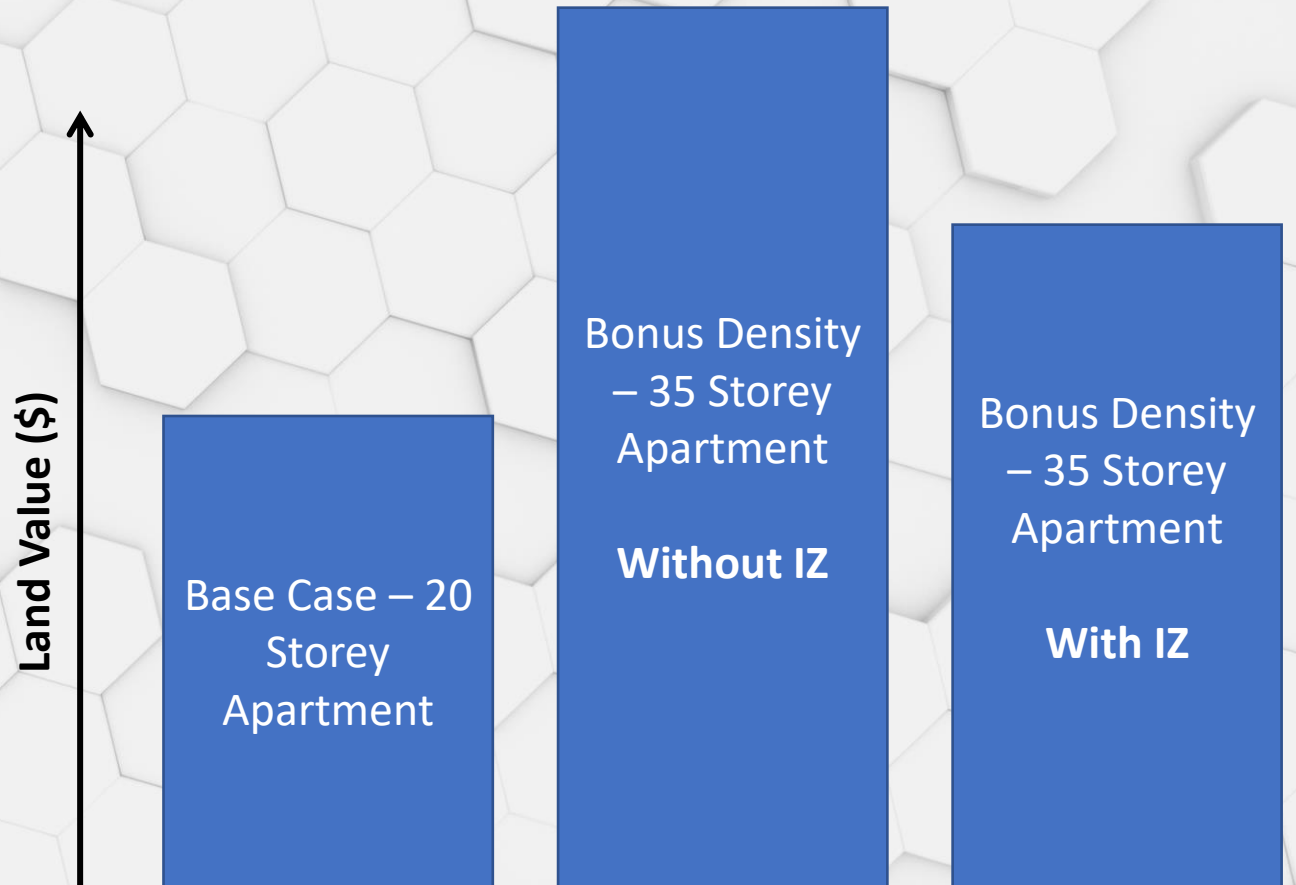 Land Value ($)
Base Case – 20
Storey
Apartment
Bonus Density
– 35 Storey
Apartment
Without IZ
Bonus Density
– 35 Storey
Apartment
With IZ